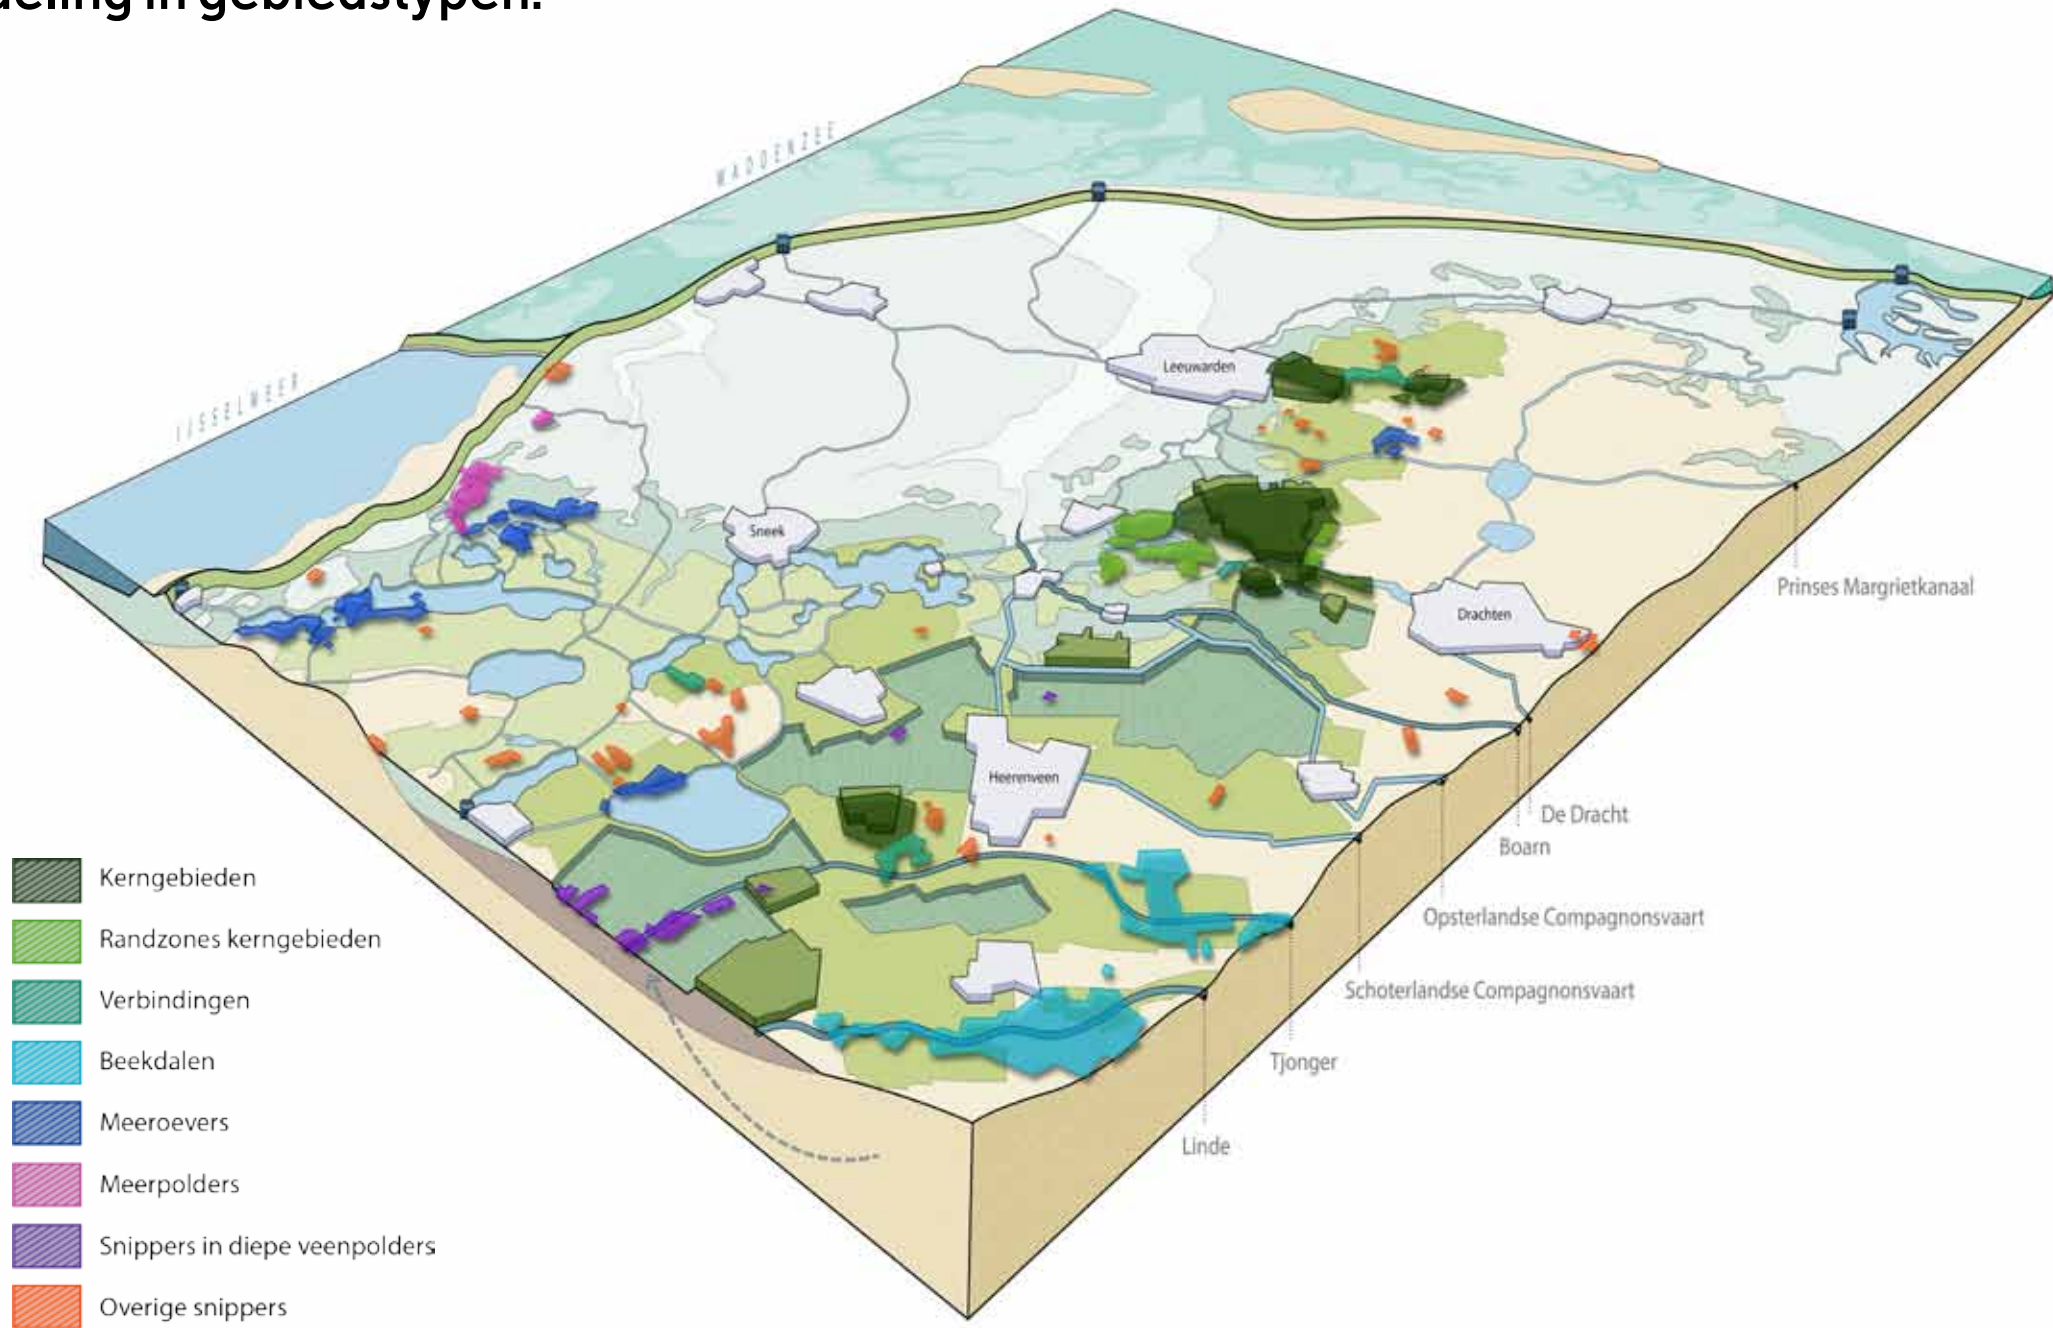 deling in gebiedstypen.
WADDENZEE
IJSSELMEER
Leeuwarden
Sneek
Drachten
Heerenveen
Prinses Margrietkanaal
De Dracht
Boarn
Opsterlandse Compagnonsvaart
Schoterlandse Compagnonsvaart
Tjonger
Linde
Kerngebieden
Randzones kerngebieden
Verbindingen
Beekdalen
Meeroevers
Meerpolders
Snippers in diepe veenpolders
Overige snippers